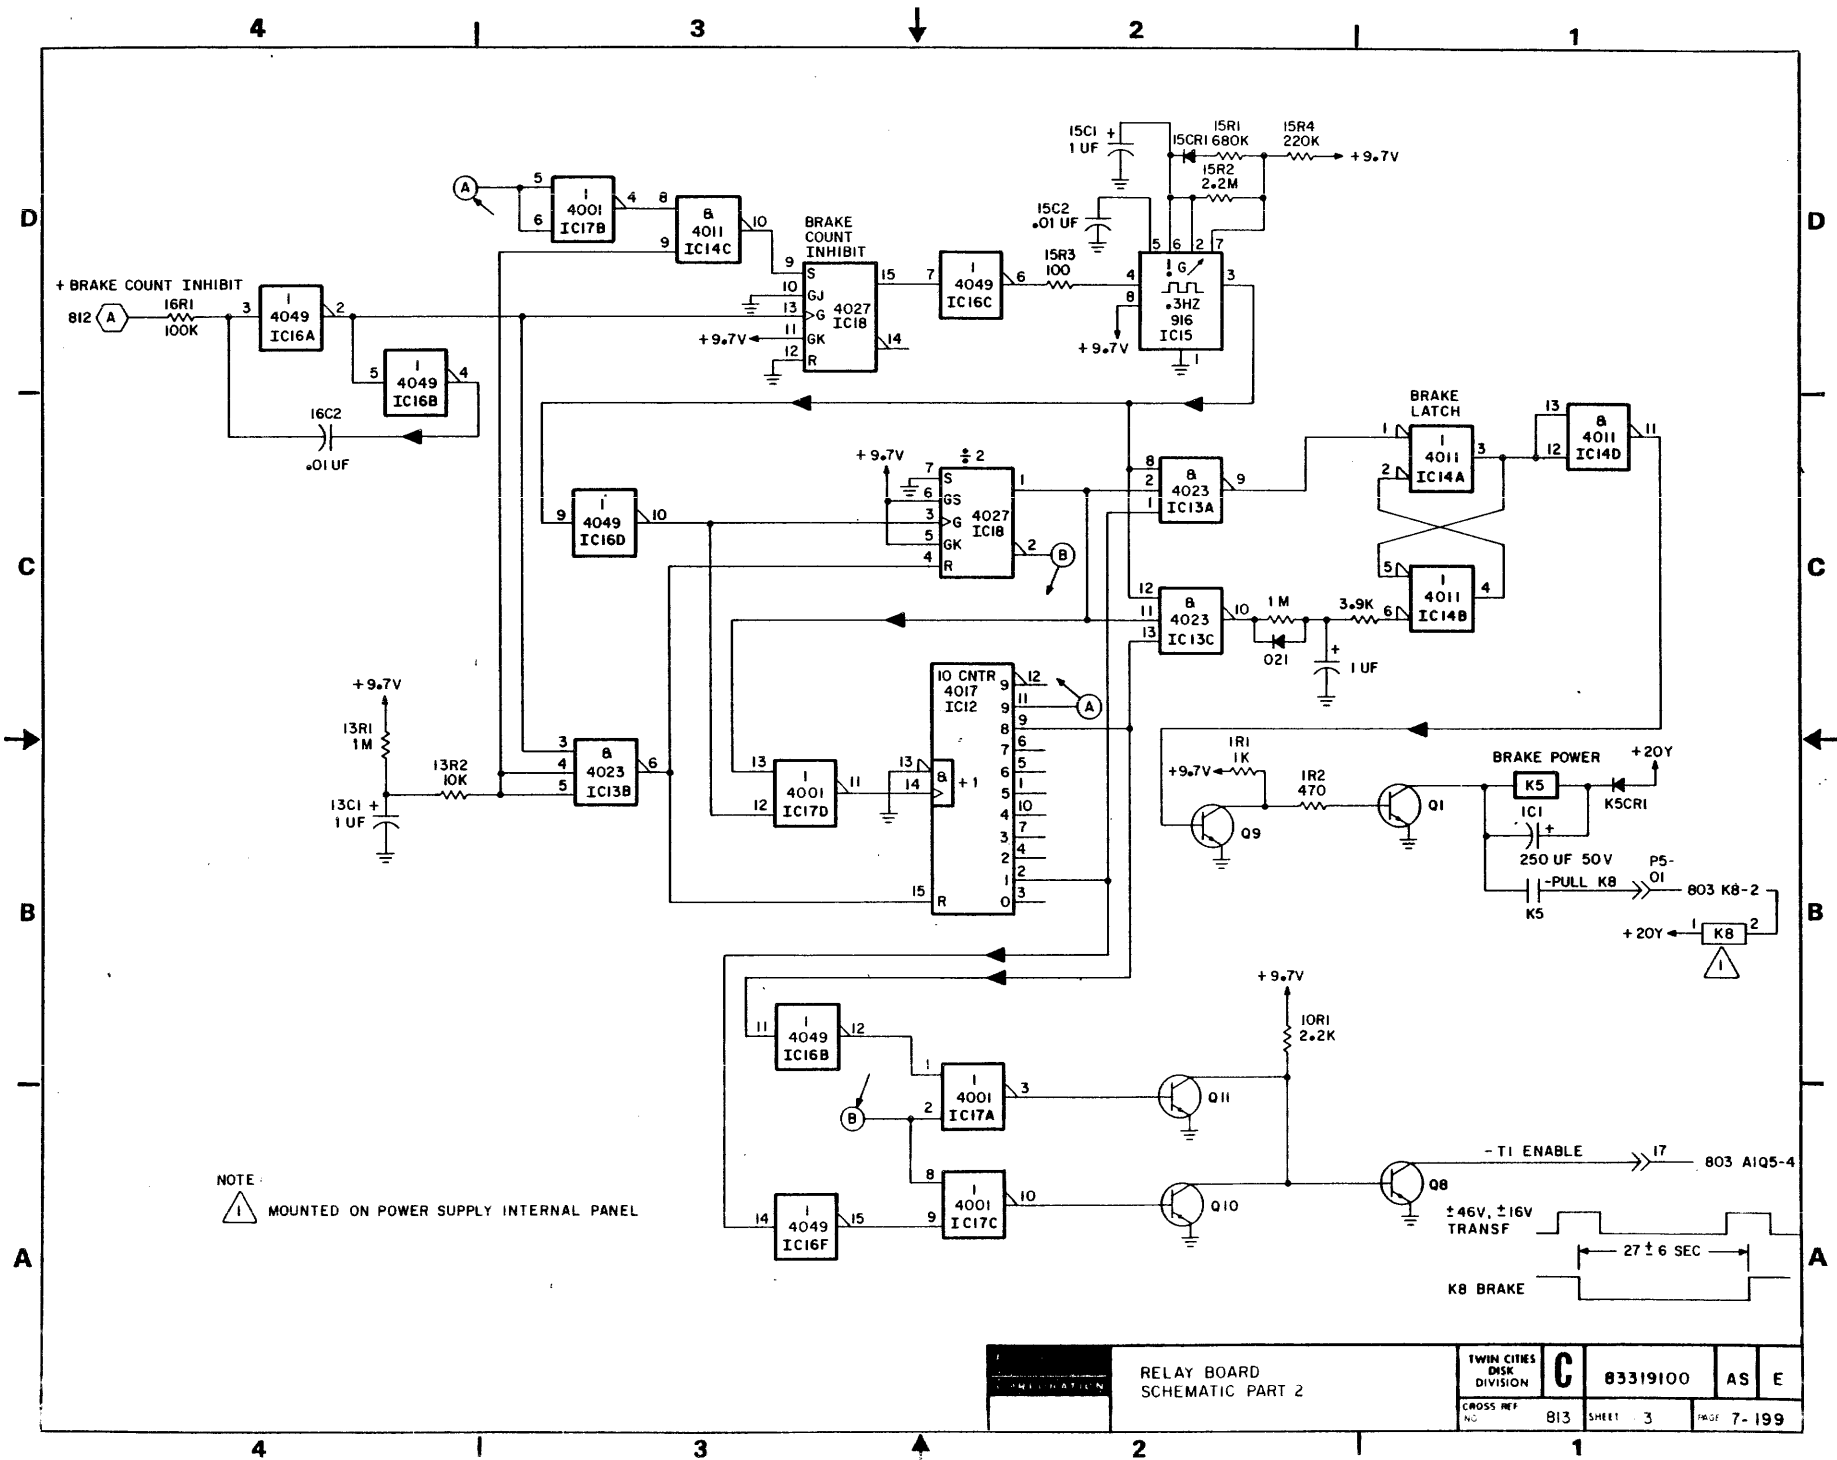 4 3 2 1
15C1 + 1 UF
15CR1
15R1 680K
15R4 220K
+9.7V
15R2 2.2M
15C2 .01 UF
A
5 6
1 4001 IC17B
4 8
& 4011 IC14C
9 10
D D
BRAKE COUNT INHIBIT
9 S
10 GJ
13 G
11 GK
12 R
4027 IC18
15 14
+9.7V
7
1 4049 IC16C
6
15R3 100
4 8
5 6 2 7
! G
.3HZ
916
IC15
3 1
+9.7V
+ BRAKE COUNT INHIBIT
812 A
16R1 100K
3
1 4049 IC16A
2
5
1 4049 IC16B
4
16C2
.01 UF
BRAKE LATCH
1 2
1 4011 IC14A
3
13 12
& 4011 IC14D
11
+9.7V
÷ 2
7 S
6 GS
3 G
5 GK
4 R
4027 IC18
1 2
B
9
1 4049 IC16D
10
8 2 1
& 4023 IC13A
9
C C
12 11 13
& 4023 IC13C
10
1M
021
+
1 UF
3.9K
5 6
1 4011 IC14B
4
+9.7V
13R1 1M
13R2 10K
13C1 + 1 UF
3 4 5
& 4023 IC13B
6
13 12
1 4001 IC17D
11
10 CNTR 4017 IC12
13 14
& +1
15 R
9 12
9 11
8 9
7 6
6 5
5 1
4 10
3 7
2 4
1 2
0 3
A
1R1 1K
+9.7V
1R2 470
Q9
Q1
BRAKE POWER
K5
+20Y
K5CR1
1C1
+
250 UF 50V
-PULL K8
K5
P5-01
803 K8-2
+20Y
1 K8 2
1
B B
+9.7V
10R1 2.2K
11
1 4049 IC16B
12
1 2
1 4001 IC17A
3
Q11
B
8 9
1 4001 IC17C
10
Q10
14
1 4049 IC16F
15
Q8
-T1 ENABLE
17
803 A1Q5-4
±46V, ±16V TRANSF
27 ± 6 SEC
K8 BRAKE
NOTE:
1 MOUNTED ON POWER SUPPLY INTERNAL PANEL
A A
RELAY BOARD
SCHEMATIC PART 2
TWIN CITIES DISK DIVISION
C
83319100
AS
E
CROSS REF NO.
813
SHEET 3
PAGE 7-199
4 3 2 1